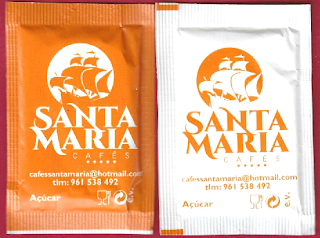 SANTA
MARIA
CAFÉS
cafessantamaria@hotmail.com
tlm: 961 538 492
Açúcar
e.v.
SANTA
MARIA
CAFÉS
cafessantamaria@hotmail.com
tlm: 961 538 492
Açúcar
e.v.